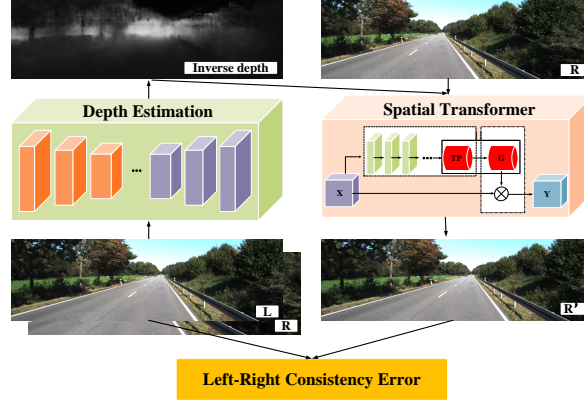 Inverse depth
R
Depth Estimation
Spatial Transformer
...
TP
G
X
Y
L
R
R'
Left-Right Consistency Error